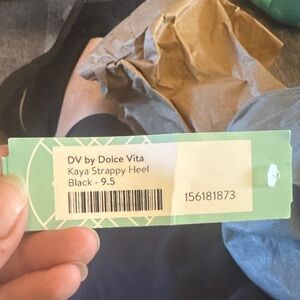 DV by Dolce Vita
Kaya Strappy Heel
Black - 9.5
156181873